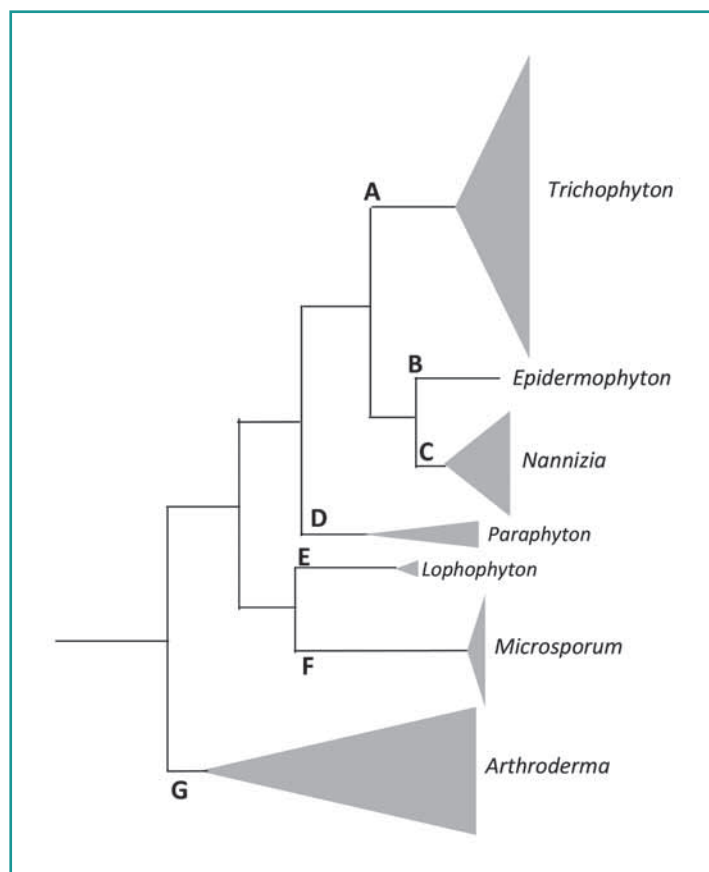 A
Trichophyton
B
Epidermophyton
C
Nannizia
D
Paraphyton
E
Lophophyton
Microsporum
F
Arthroderma
G